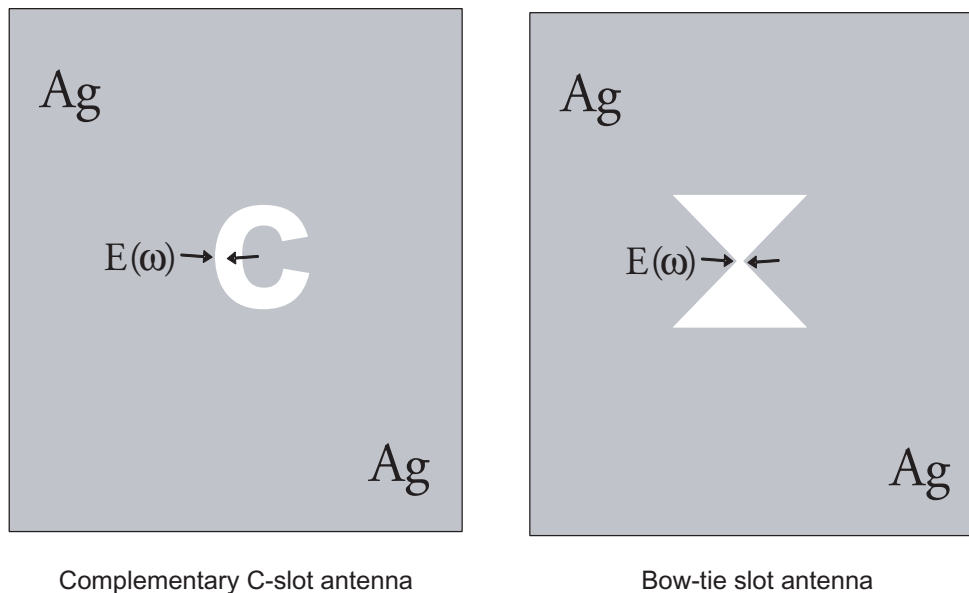 Ag
C
E(ω)
Ag
Complementary C-slot antenna
Ag
E(ω)
Ag
Bow-tie slot antenna